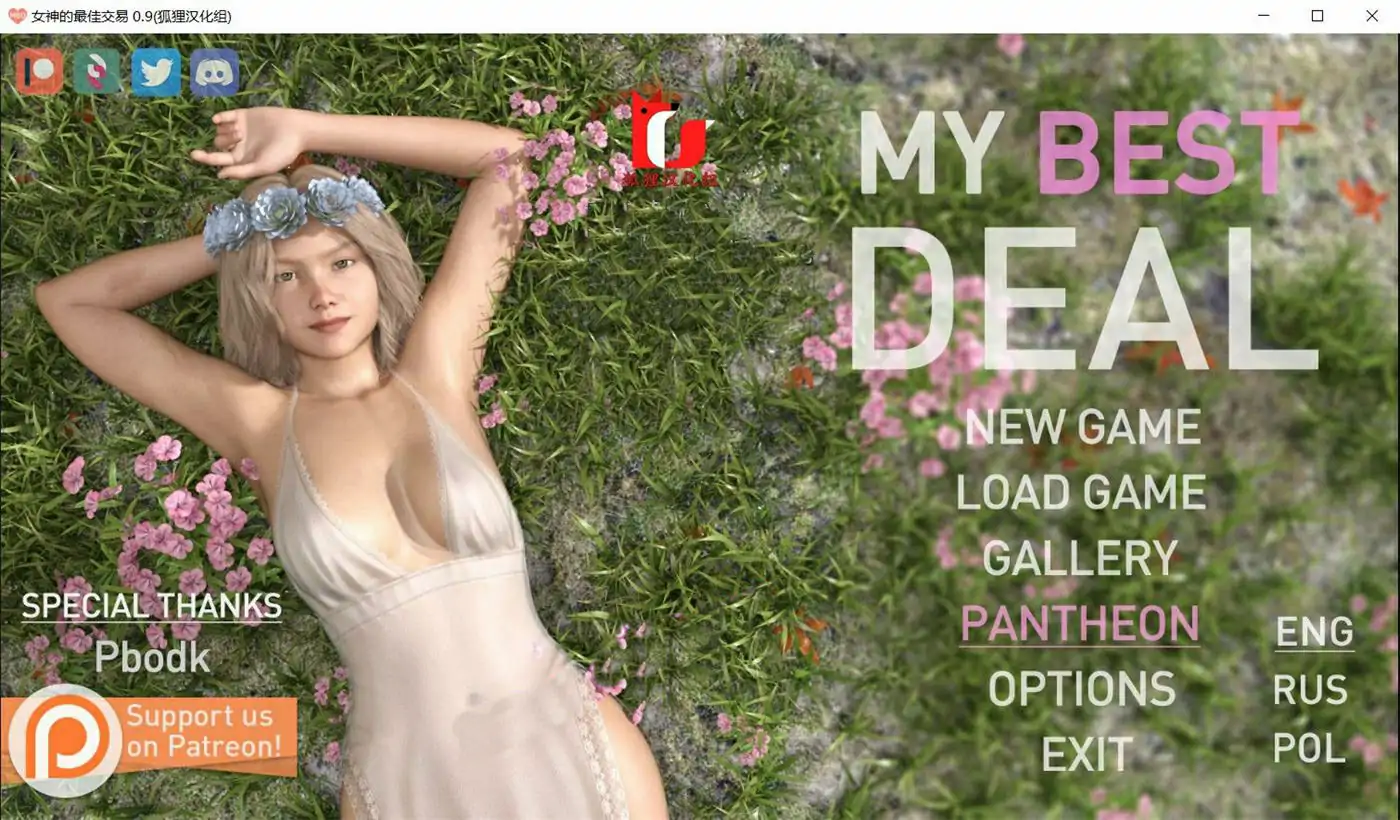 女神的最佳交易 0.9(狐狸汉化组)
狐狸汉化组
MY BEST
DEAL
NEW GAME
LOAD GAME
GALLERY
PANTHEON
OPTIONS
EXIT
ENG
RUS
POL
SPECIAL THANKS
Pbodk
Support us
on Patreon!